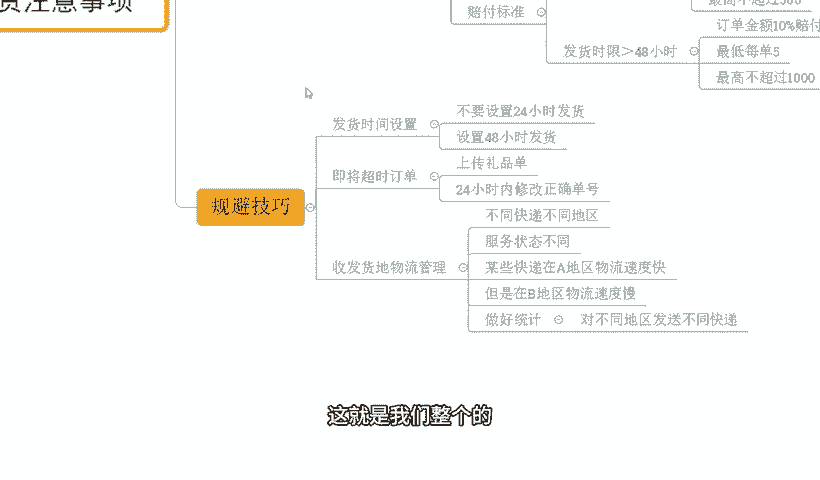 货注意事项
最高不超过500
赔付标准
订单金额10%赔付
发货时限>48小时
最低每单5
最高不超过1000
不要设置24小时发货
发货时间设置
设置48小时发货
上传礼品单
即将超时订单
24小时内修改正确单号
规避技巧
不同快递不同地区
服务状态不同
收发货地物流管理
某些快递在A地区物流速度快
但是在B地区物流速度慢
做好统计
对不同地区发送不同快递
这就是我们整个的